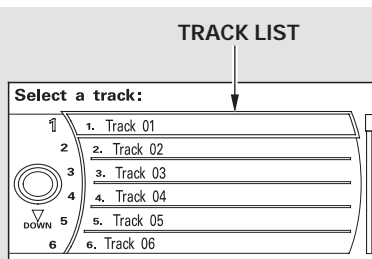 TRACK LIST
Select a track:
1 1. Track 01
2 2. Track 02
3 3. Track 03
4 4. Track 04
DOWN 5 5. Track 05
6 6. Track 06